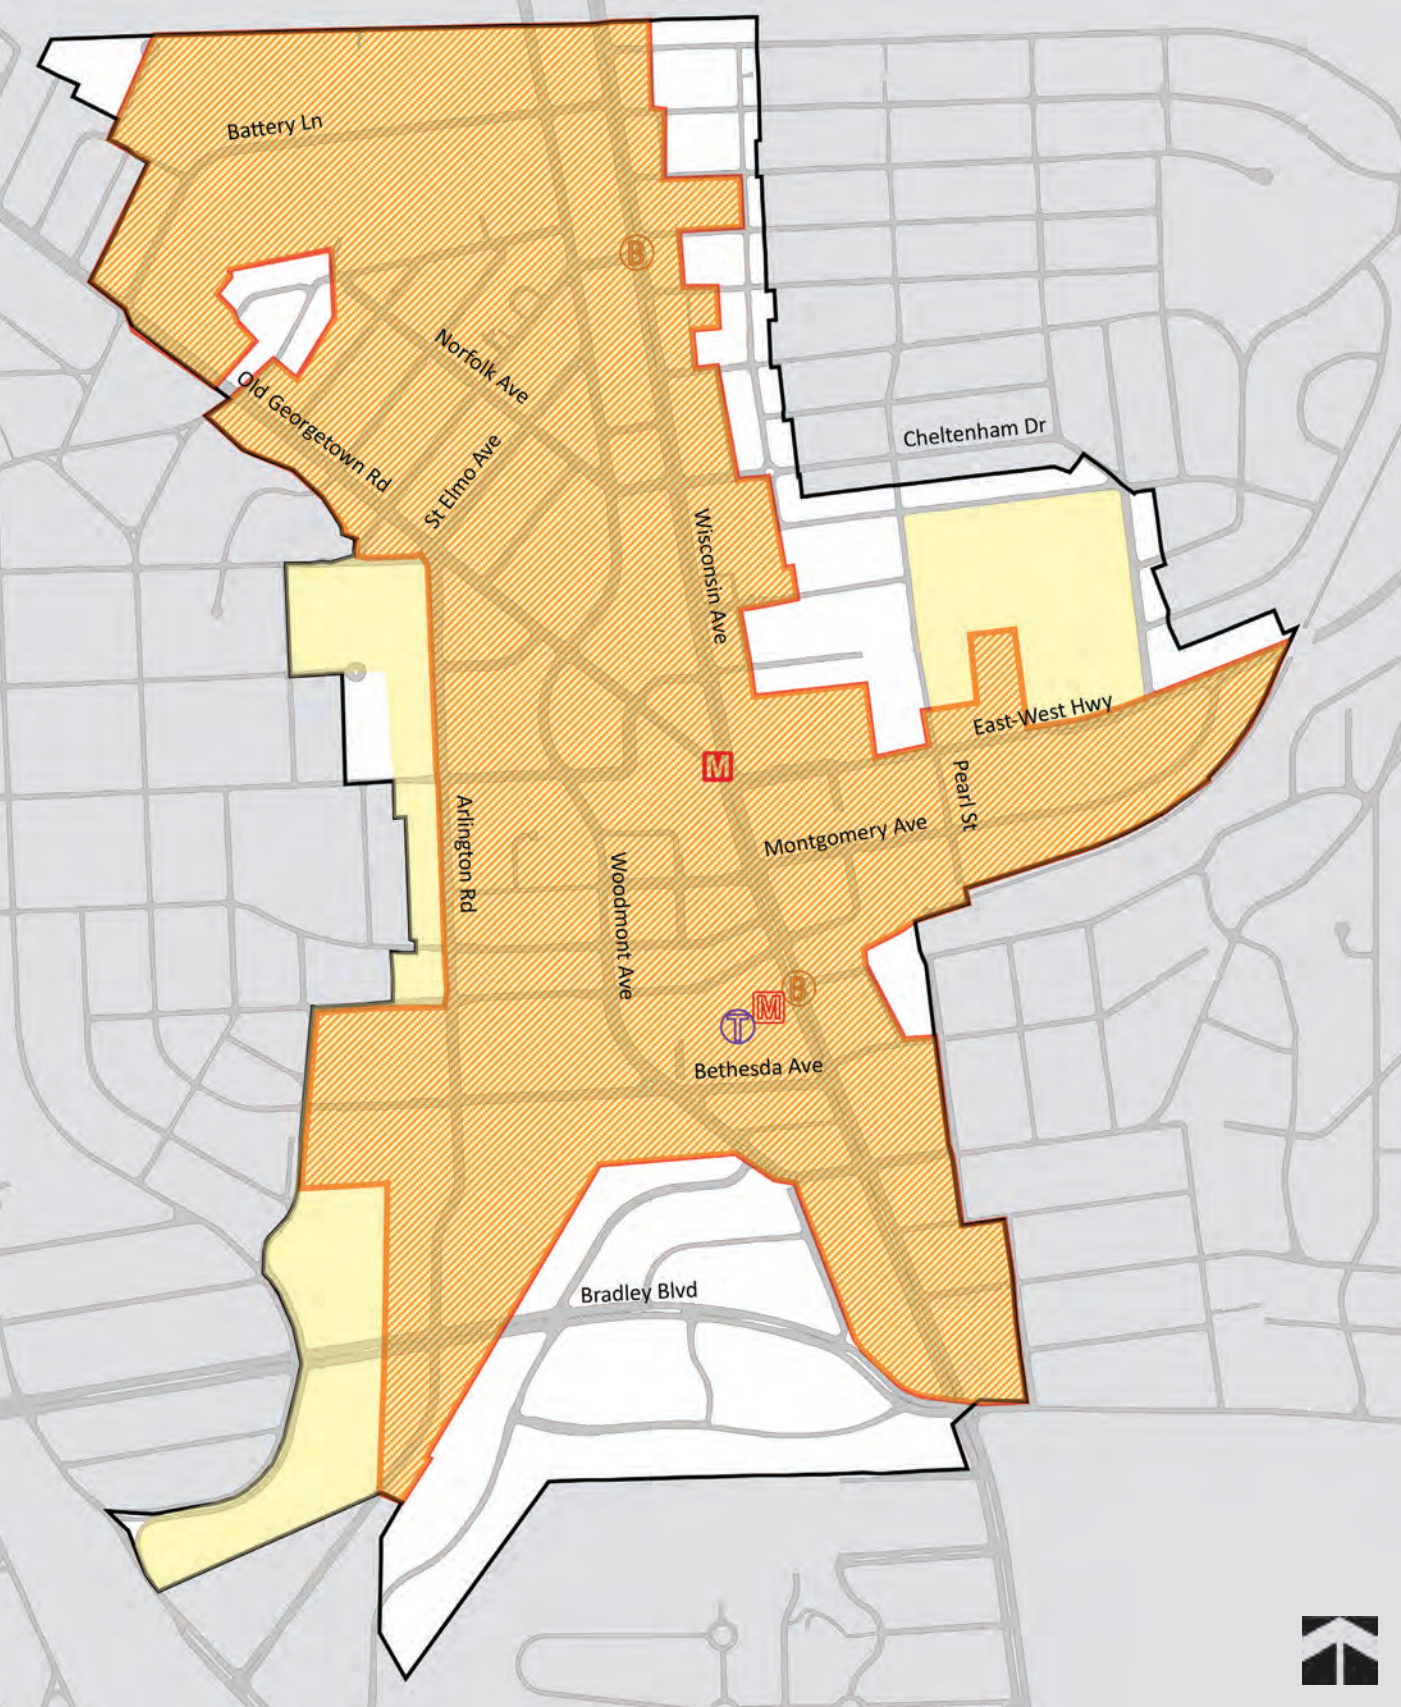 Battery Ln
B
Norfolk Ave
Old Georgetown Rd
St Elmo Ave
Cheltenham Dr
Wisconsin Ave
East-West Hwy
M
Pearl St
Arlington Rd
Montgomery Ave
Woodmont Ave
B
M
T
Bethesda Ave
Bradley Blvd